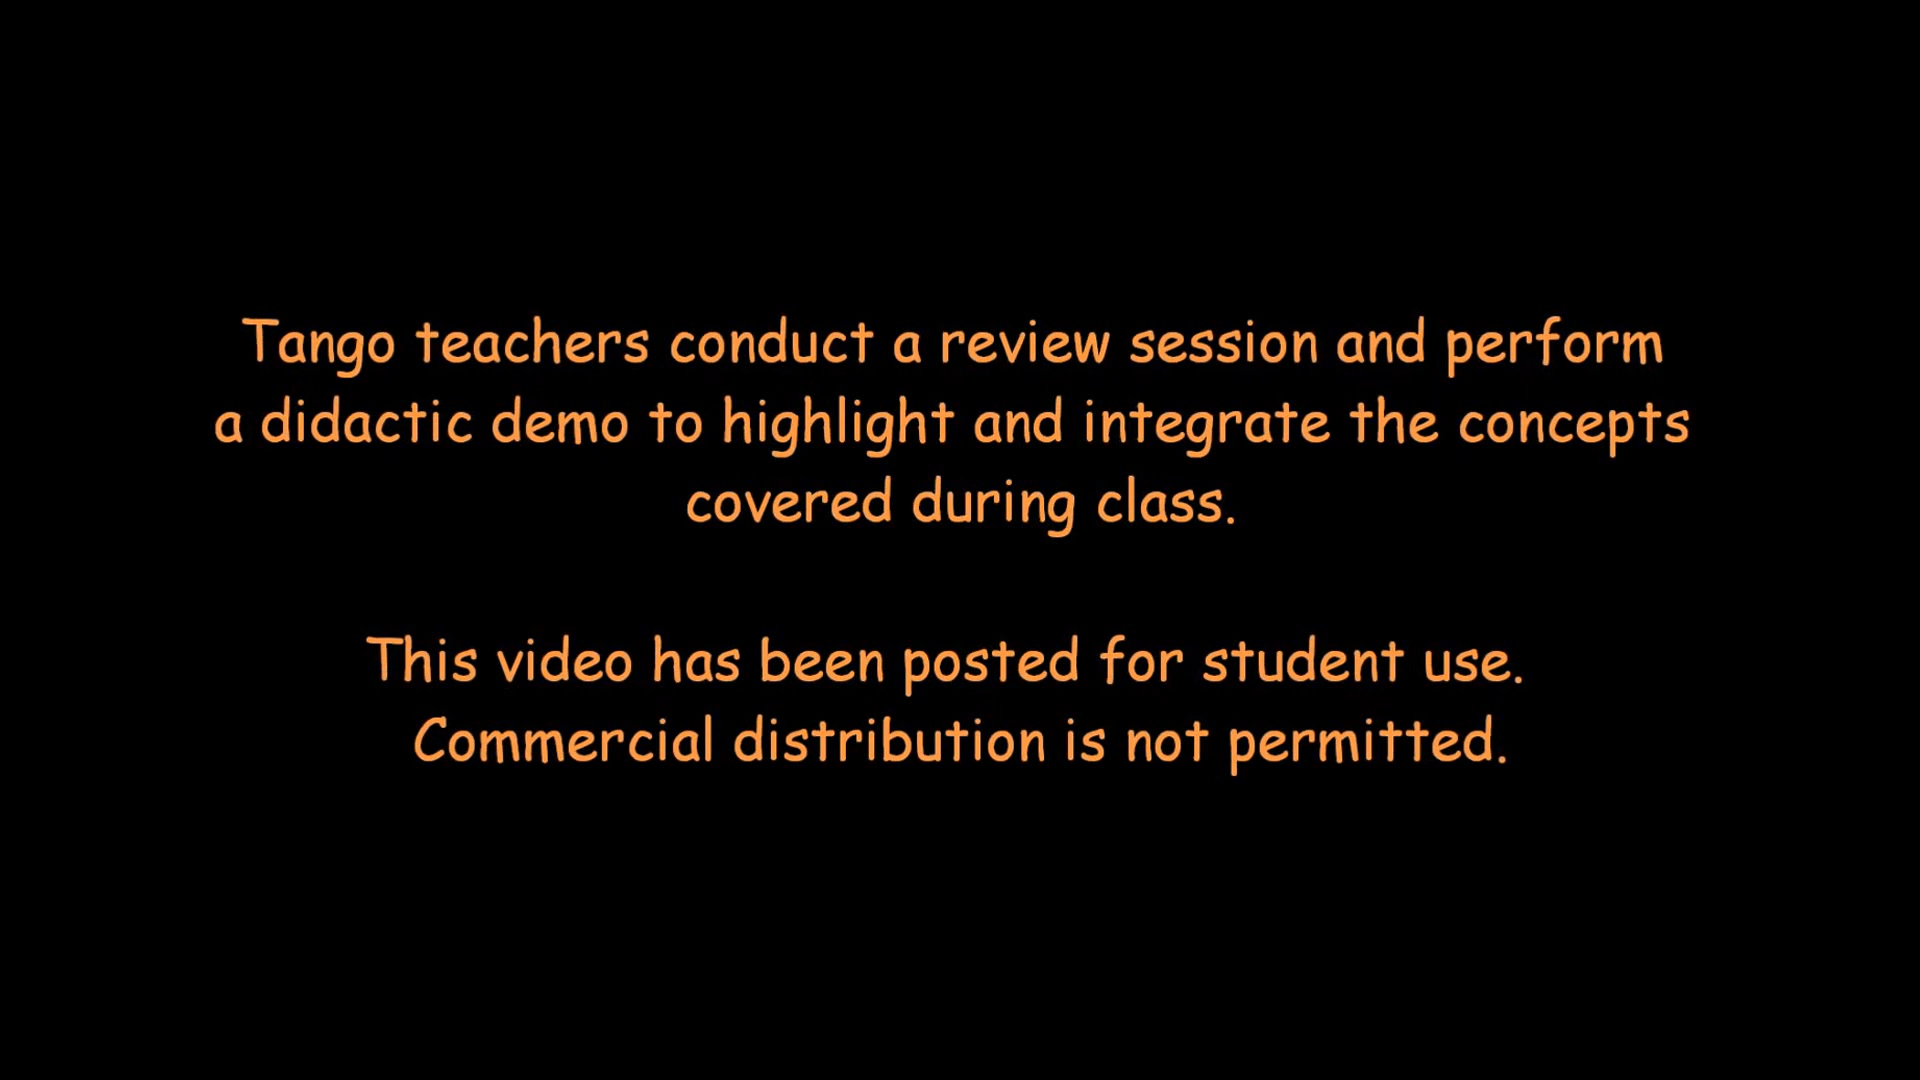 Tango teachers conduct a review session and perform
a didactic demo to highlight and integrate the concepts
covered during class.
This video has been posted for student use.
Commercial distribution is not permitted.